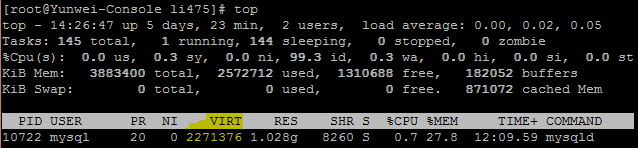 [root@Yunwei-Console li475]# top
top - 14:26:47 up 5 days, 23 min,  2 users,  load average: 0.00, 0.02, 0.05
Tasks: 145 total,   1 running, 144 sleeping,   0 stopped,   0 zombie
%Cpu(s):  0.0 us,  0.3 sy,  0.0 ni, 99.3 id,  0.3 wa,  0.0 hi,  0.0 si,  0.0 st
KiB Mem:   3883400 total,  2572712 used,  1310688 free,   182052 buffers
KiB Swap:        0 total,        0 used,        0 free.   871072 cached Mem
PID USER      PR  NI    VIRT    RES    SHR S  %CPU %MEM     TIME+ COMMAND
10722 mysql     20   0 2271376 1.028g   8260 S   0.7 27.8  12:09.59 mysqld